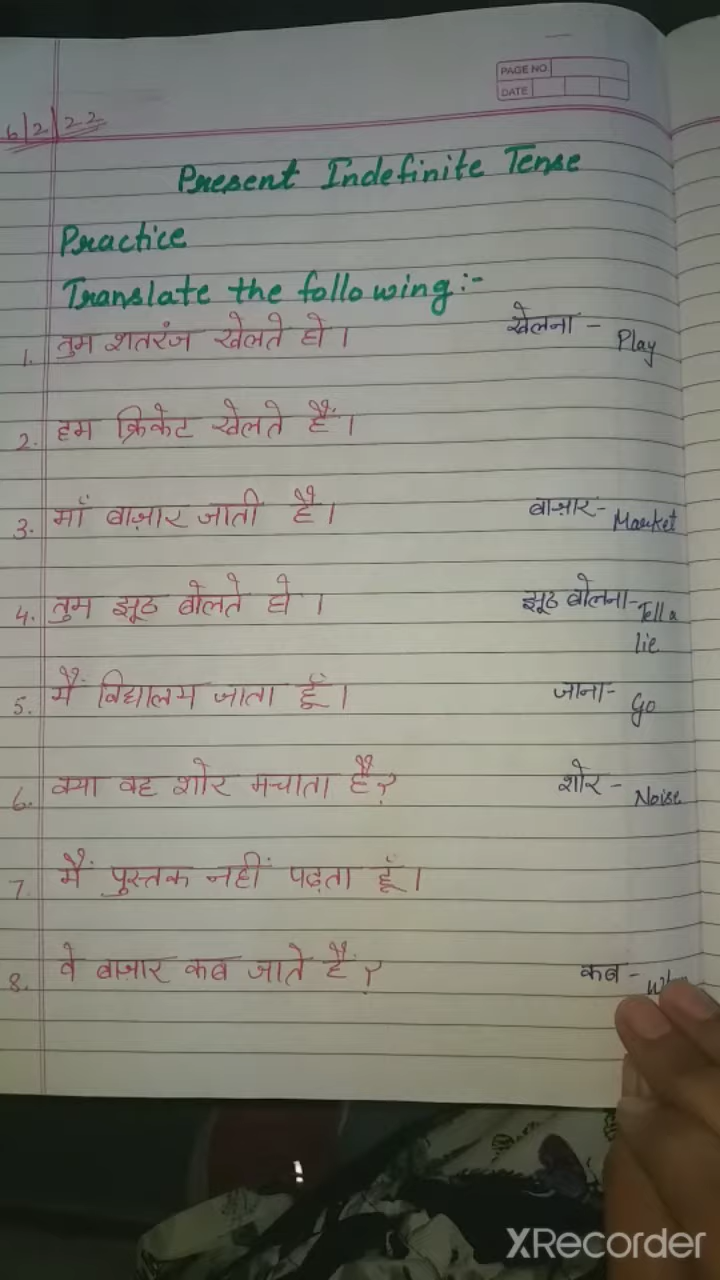 PAGE NO.
DATE
6/2/22
Present Indefinite Tense
Practice
Translate the following:-
1. तुम शतरंज खेलते हो। खेलना - Play
2. हम क्रिकेट खेलते हैं।
3. माँ बाज़ार जाती है। बाज़ार - Market
4. तुम झूठ बोलते हो। झूठ बोलना - Tell a
lie
5. मैं विद्यालय जाता हूँ। जाना - Go
6. क्या वह शोर मचाता है? शोर - Noise
7. मैं पुस्तक नहीं पढ़ता हूँ।
8. वे बाज़ार कब जाते हैं? कब -
XRecorder